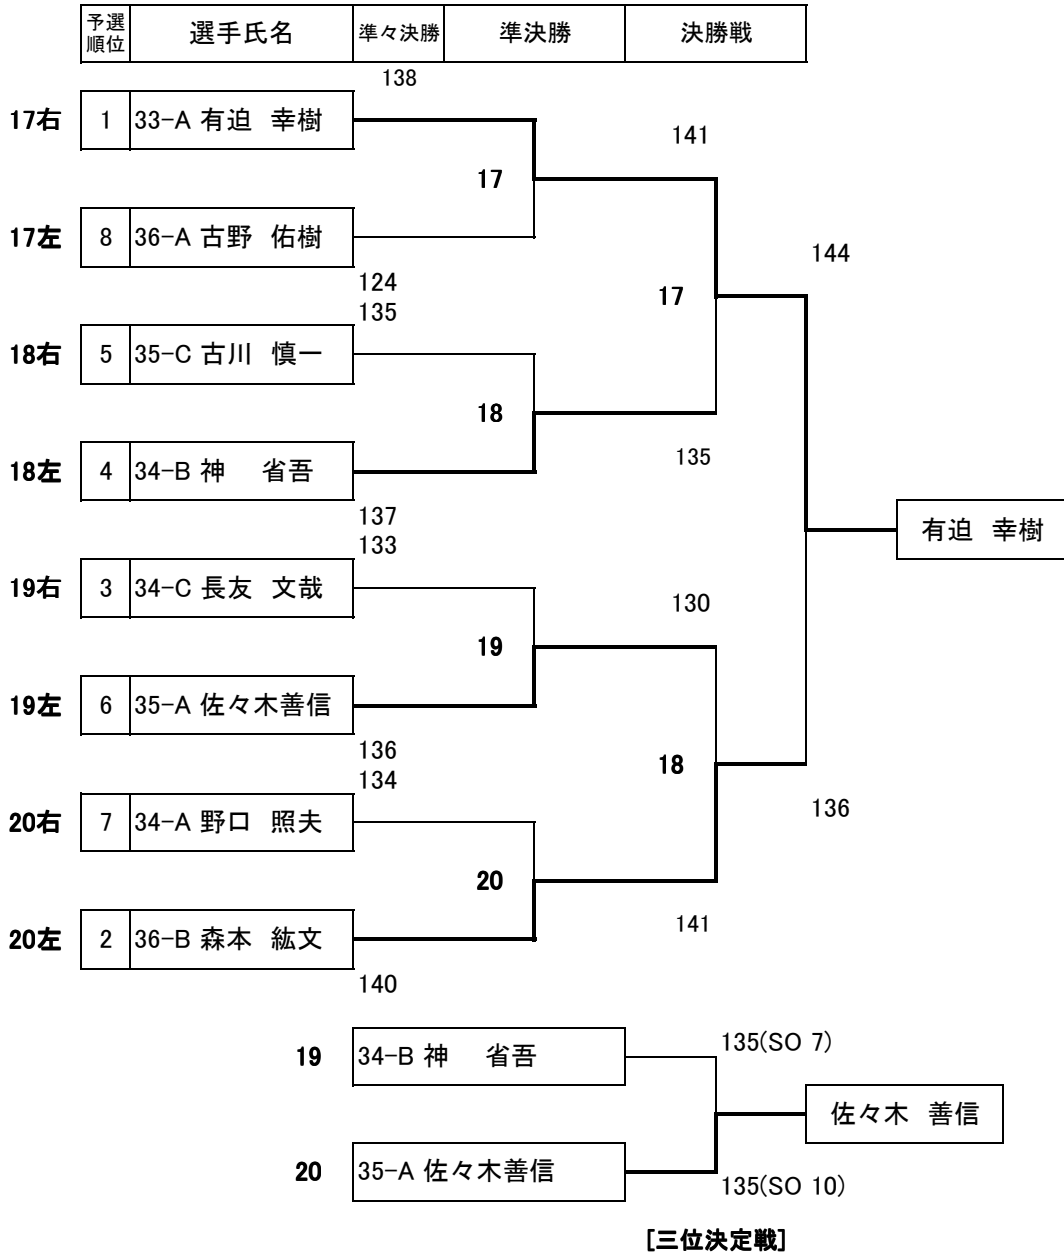 予選順位 選手氏名 準々決勝 準決勝 決勝戦
138
17右 1 33-A 有迫 幸樹
141
17
17左 8 36-A 古野 佑樹
144
124
17
135
18右 5 35-C 古川 慎一
18
135
18左 4 34-B 神 省吾
137
有迫 幸樹
133
19右 3 34-C 長友 文哉
130
19
19左 6 35-A 佐々木善信
136
18
134
136
20右 7 34-A 野口 照夫
20
141
20左 2 36-B 森本 紘文
140
135(SO 7)
19 34-B 神 省吾
佐々木 善信
20 35-A 佐々木善信
135(SO 10)
[三位決定戦]